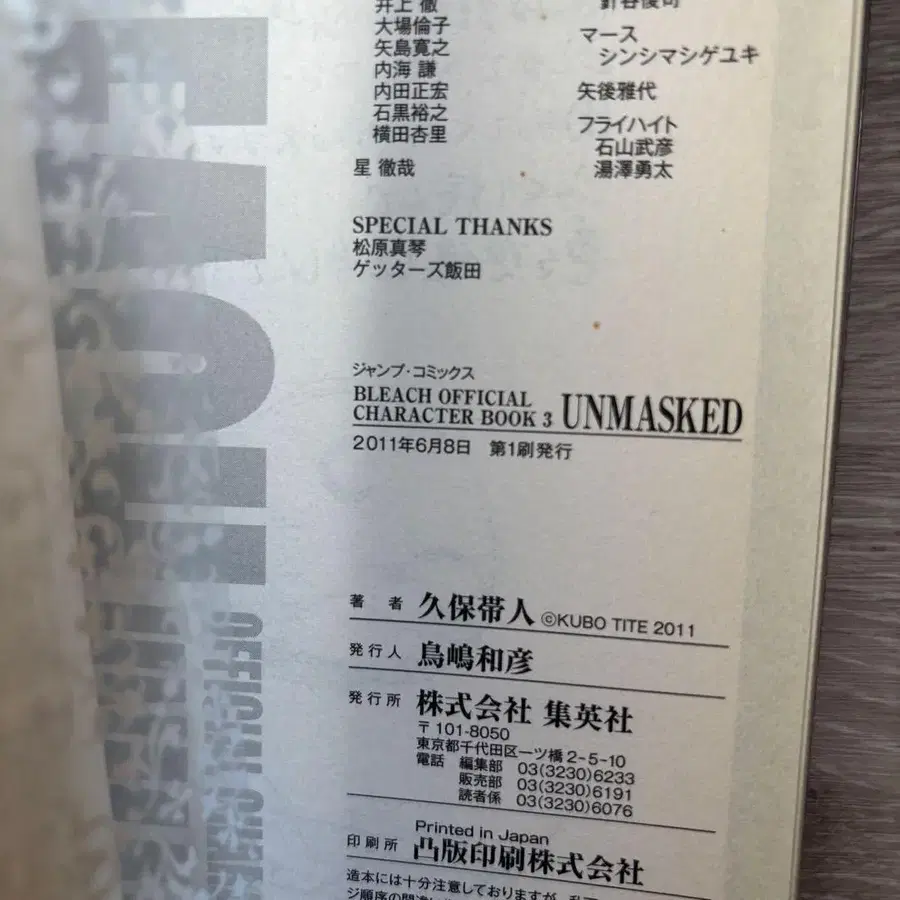 井上 徹
大場倫子
矢島寛之
内海 謙
内田正宏
石黒裕之
横田杏里
星 徹哉
針谷俊司
マース
シンシマシゲユキ
矢後雅代
フライハイト
石山武彦
湯澤勇太
SPECIAL THANKS
松原真琴
ゲッターズ飯田
ジャンプ・コミックス
BLEACH OFFICIAL
CHARACTER BOOK 3 UNMASKED
2011年6月8日 第1刷発行
著 者 久保帯人 ©KUBO TITE 2011
発行人 鳥嶋和彦
発行所 株式会社 集英社
〒101-8050
東京都千代田区一ツ橋2-5-10
電話 編集部 03(3230)6233
販売部 03(3230)6191
読者係 03(3230)6076
Printed in Japan
印刷所 凸版印刷株式会社
造本には十分注意しておりますが、
OFFICIAL